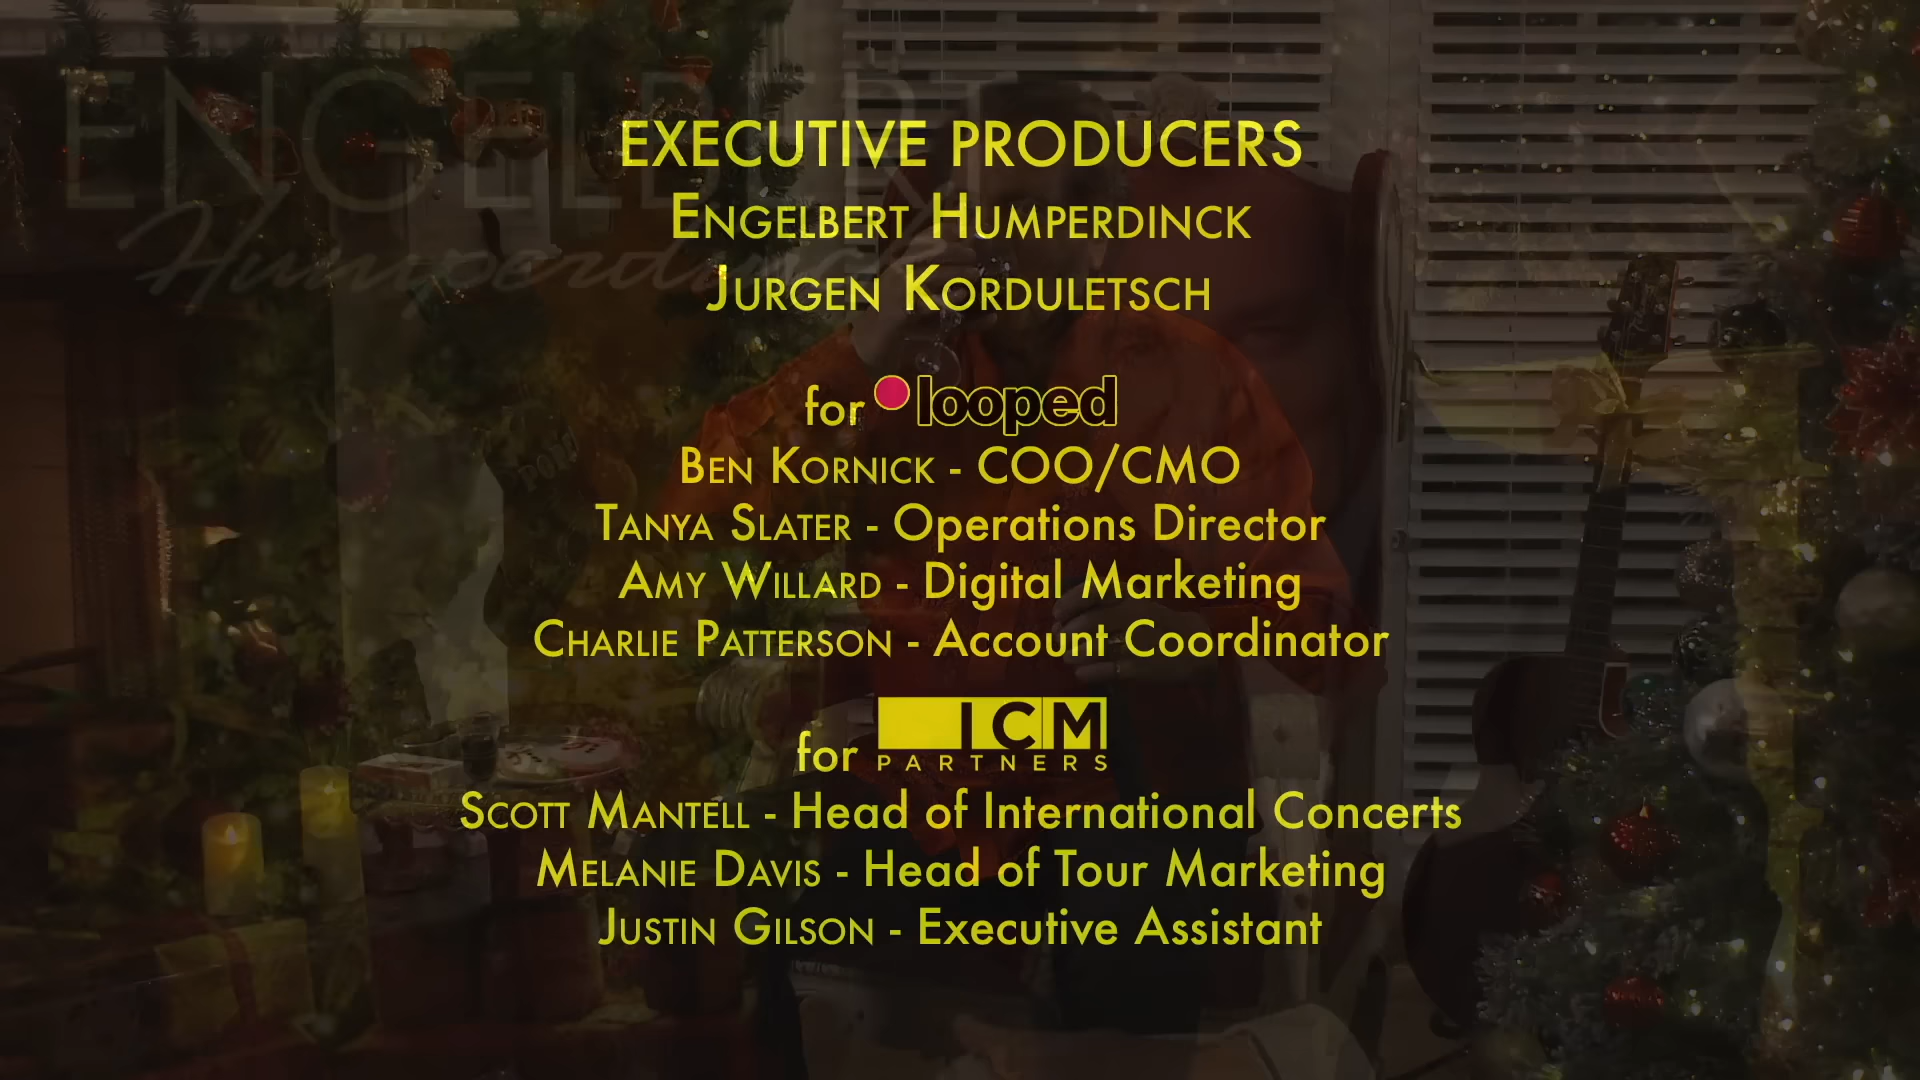 ENGELBERT
Humperdinck
EXECUTIVE PRODUCERS
ENGELBERT HUMPERDINCK
JURGEN KORDULETSCH
for looped
BEN KORNICK - COO/CMO
TANYA SLATER - Operations Director
AMY WILLARD - Digital Marketing
CHARLIE PATTERSON - Account Coordinator
for ICM
PARTNERS
SCOTT MANTELL - Head of International Concerts
MELANIE DAVIS - Head of Tour Marketing
JUSTIN GILSON - Executive Assistant